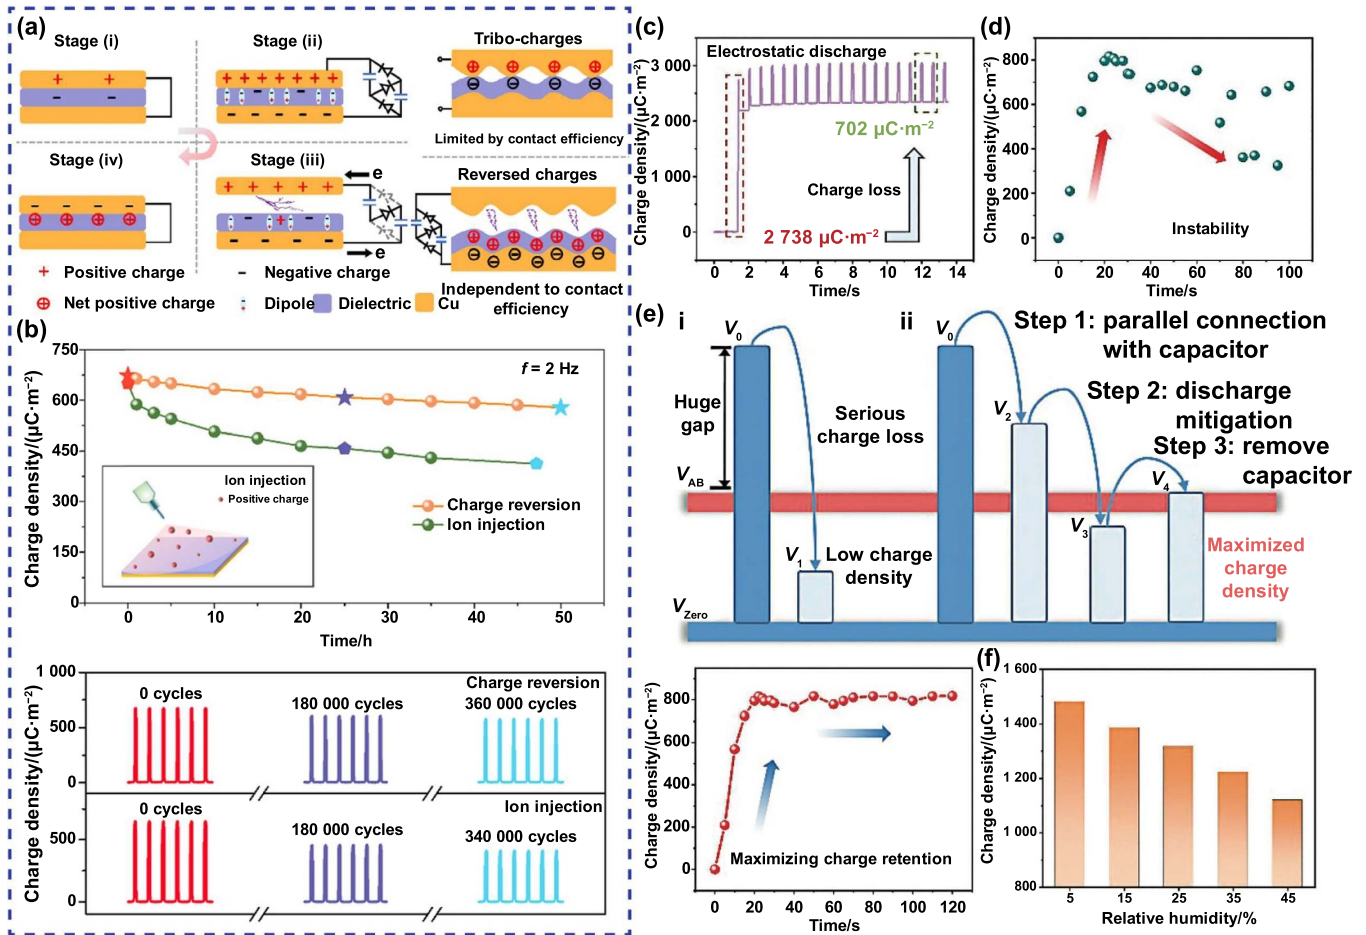 (a)
Stage (i)
Stage (ii)
Tribo-charges
Limited by contact efficiency
Stage (iv)
Stage (iii)
Reversed charges
e
e
Independent to contact
efficiency
+ Positive charge
- Negative charge
Net positive charge
Dipole
Dielectric
Cu
(b)
Charge density/(μC·m−2)
750
600
450
300
150
0
f = 2 Hz
Ion injection
Positive charge
Charge reversion
Ion injection
0
10
20
30
40
50
Time/h
Charge density/(μC·m−2)
1 000
500
0
0 cycles
180 000 cycles
Charge reversion
360 000 cycles
500
0
0 cycles
180 000 cycles
Ion injection
340 000 cycles
(c)
Charge density/(μC·m−2)
Electrostatic discharge
3 000
2 000
1 000
0
702 μC·m−2
Charge loss
2 738 μC·m−2
0 2 4 6 8 10 12 14
Time/s
(d)
Charge density/(μC·m−2)
800
600
400
200
0
Instability
0 20 40 60 80 100
Time/s
(e)
i
V0
Huge
gap
VAB
Serious
charge loss
V1
Low charge
density
VZero
ii
V0
Step 1: parallel connection
with capacitor
V2
Step 2: discharge
mitigation
V3
Step 3: remove
capacitor
V4
Maximized
charge
density
Charge density/(μC·m−2)
800
600
400
800
0
Maximizing charge retention
0 20 40 60 80 100 120
Time/s
(f)
Charge density/(μC·m−2)
1 600
1 400
1 200
1 000
800
5 15 25 35 45
Relative humidity/%